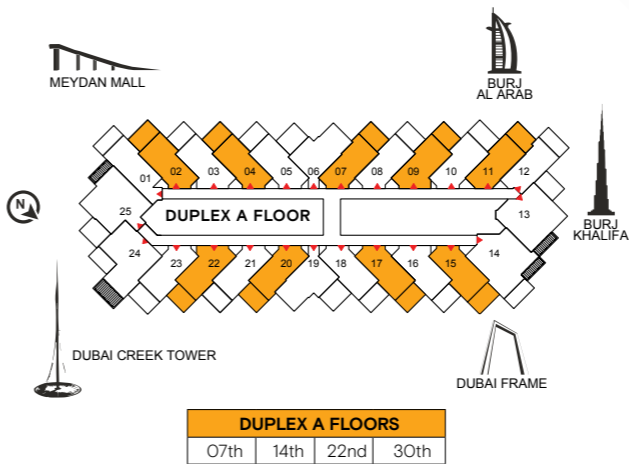 MEYDAN MALL
BURJ
AL ARAB
01 02 03 04 05 06 07 08 09 10 11 12
N
25 DUPLEX A FLOOR 13
BURJ
KHALIFA
24 23 22 21 20 19 18 17 16 15 14
DUBAI CREEK TOWER
DUBAI FRAME
DUPLEX A FLOORS
07th 14th 22nd 30th